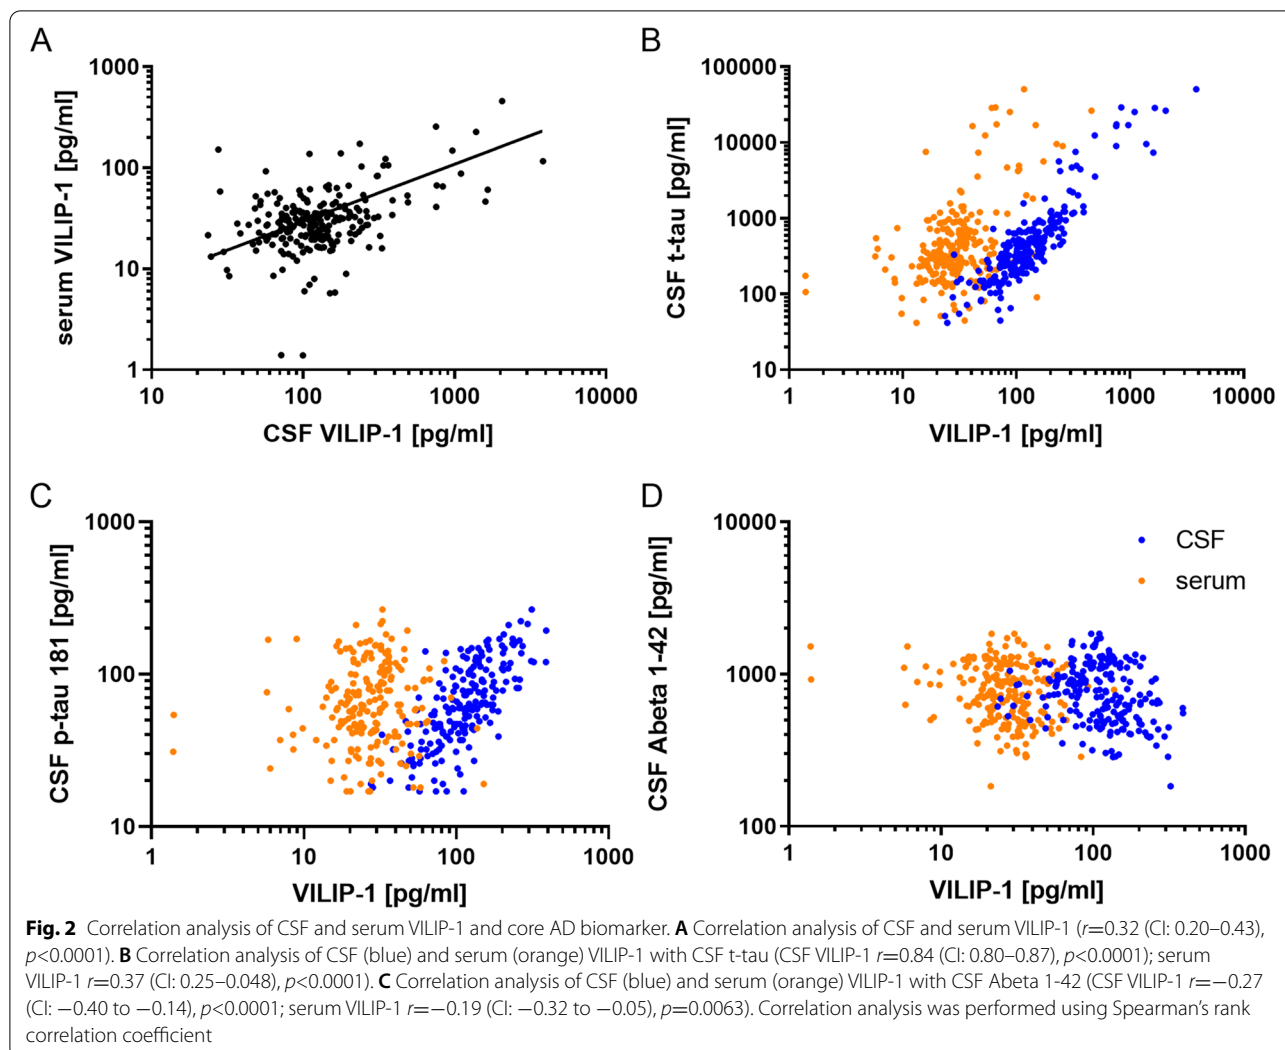 A
serum VILIP-1 [pg/ml]
1000
100
10
1
10 100 1000 10000
CSF VILIP-1 [pg/ml]
B
CSF t-tau [pg/ml]
100000
10000
1000
100
10
1 10 100 1000 10000
VILIP-1 [pg/ml]
C
CSF p-tau 181 [pg/ml]
1000
100
10
1 10 100 1000
VILIP-1 [pg/ml]
D
CSF Abeta 1-42 [pg/ml]
10000
1000
100
1 10 100 1000
VILIP-1 [pg/ml]
CSF
serum
Fig. 2 Correlation analysis of CSF and serum VILIP-1 and core AD biomarker. A Correlation analysis of CSF and serum VILIP-1 (r=0.32 (CI: 0.20–0.43),
p<0.0001). B Correlation analysis of CSF (blue) and serum (orange) VILIP-1 with CSF t-tau (CSF VILIP-1 r=0.84 (CI: 0.80–0.87), p<0.0001); serum
VILIP-1 r=0.37 (CI: 0.25–0.048), p<0.0001). C Correlation analysis of CSF (blue) and serum (orange) VILIP-1 with CSF Abeta 1-42 (CSF VILIP-1 r=−0.27
(CI: −0.40 to −0.14), p<0.0001; serum VILIP-1 r=−0.19 (CI: −0.32 to −0.05), p=0.0063). Correlation analysis was performed using Spearman's rank
correlation coefficient